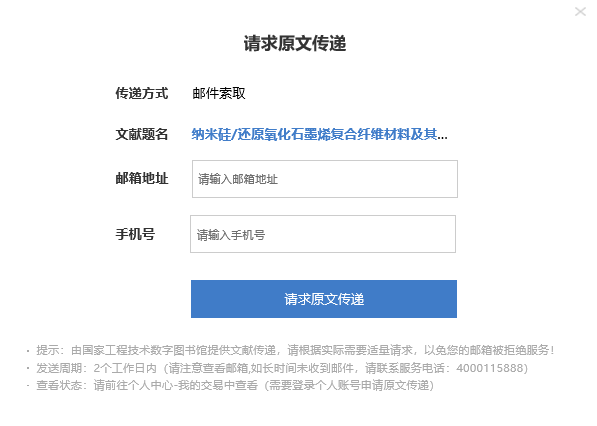 请求原文传递
传递方式 邮件索取
文献题名 纳米硅/还原氧化石墨烯复合纤维材料及其...
邮箱地址 请输入邮箱地址
手机号 请输入手机号
请求原文传递
· 提示：由国家工程技术数字图书馆提供文献传递，请根据实际需要适量请求，以免您的邮箱被拒绝服务！
· 发送周期：2个工作日内（请注意查看邮箱,如长时间未收到邮件，请联系服务电话：4000115888）
· 查看状态：请前往个人中心-我的交易中查看（需要登录个人账号申请原文传递）